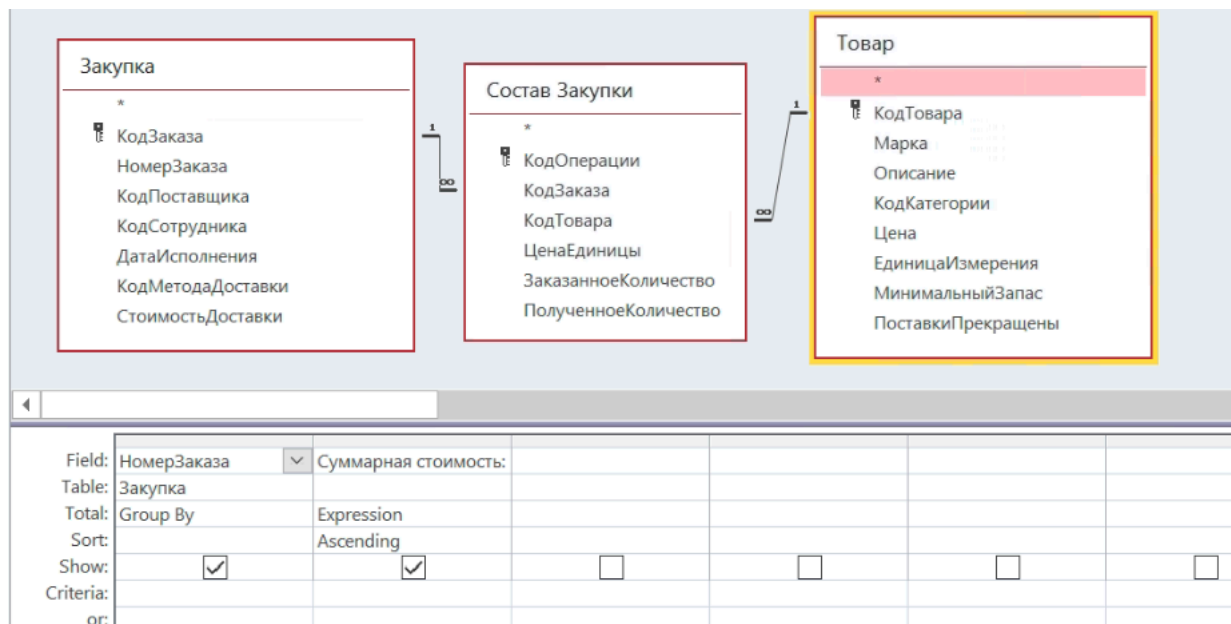 Закупка
*
КодЗаказа
НомерЗаказа
КодПоставщика
КодСотрудника
ДатаИсполнения
КодМетодаДоставки
СтоимостьДоставки
1
∞
Состав Закупки
*
КодОперации
КодЗаказа
КодТовара
ЦенаЕдиницы
ЗаказанноеКоличество
ПолученноеКоличество
1
∞
Товар
*
КодТовара
Марка
Описание
КодКатегории
Цена
ЕдиницаИзмерения
МинимальныйЗапас
ПоставкиПрекращены
Field: НомерЗаказа Суммарная стоимость:
Table: Закупка
Total: Group By Expression
Sort: Ascending
Show:
Criteria:
or: